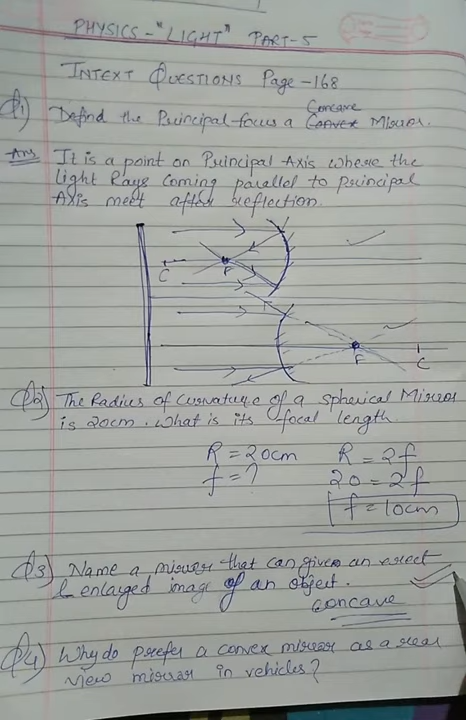 PHYSICS - "LIGHT" PART-5
INTEXT QUESTIONS Page - 168
Q1) Defind the Principal focus a Concave Convex Mirror.
Ans It is a point on Principal Axis where the
light Rays Coming parallel to principal
Axis meet after reflection.
C F
F C
Q2) The Radius of Curvature of a spherical Mirror
is 20cm. What is its focal length
R = 20cm R = 2f
f = ? 20 = 2f
f = 10cm
Q3) Name a mirror that can given an erect
& enlarged image of an object.
Concave
Q4) Why do prefer a convex mirror as a rear
view mirror in vehicles?